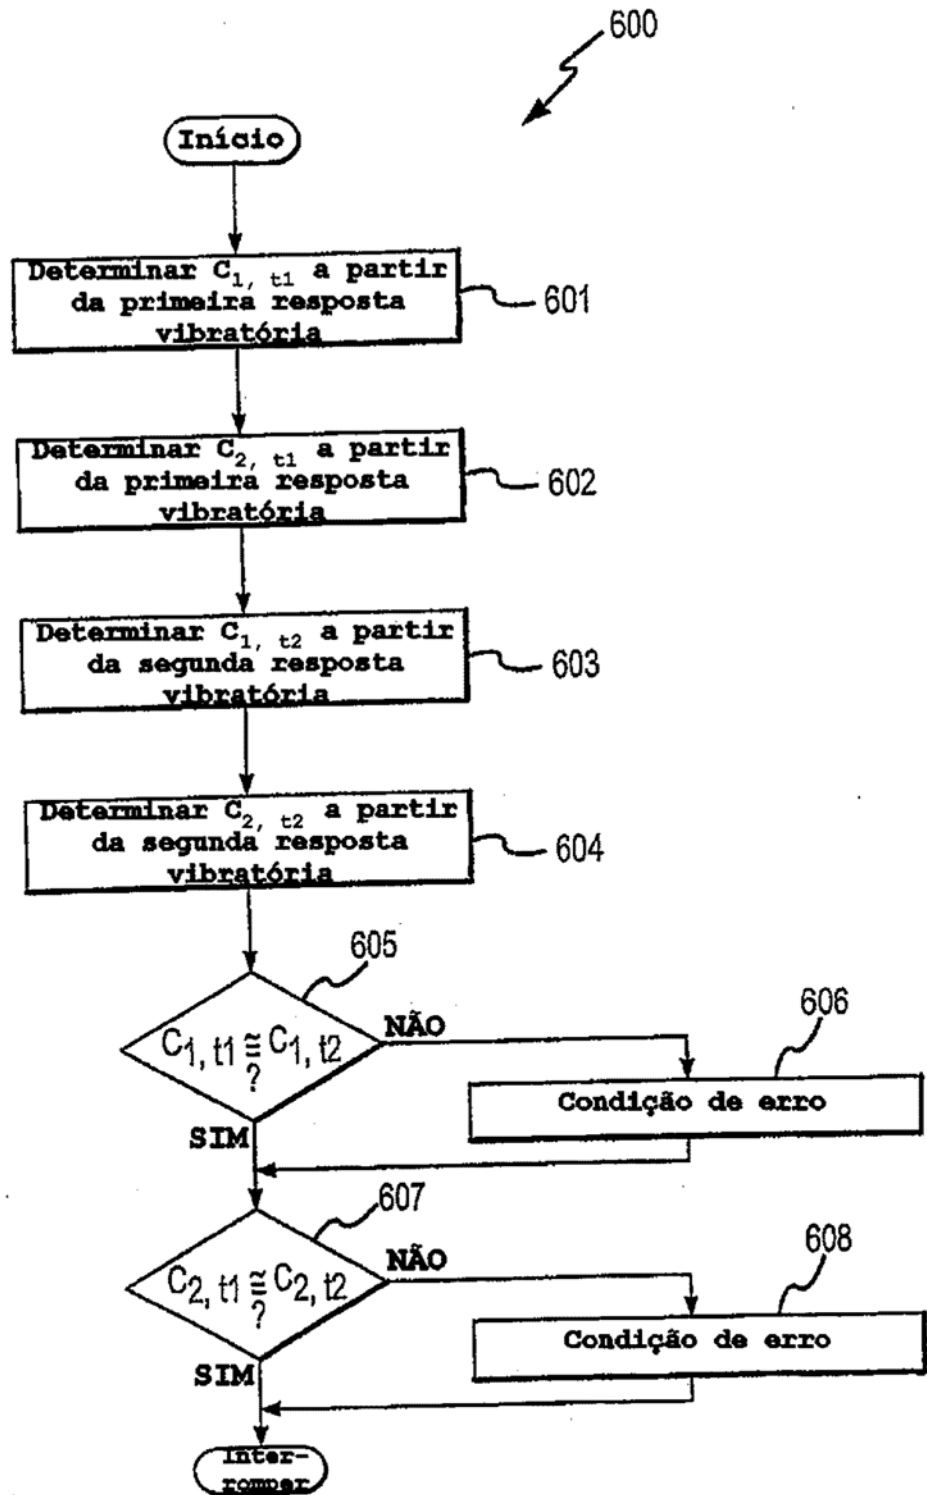 600
Início
Determinar C1, t1 a partir
da primeira resposta
vibratória
601
Determinar C2, t1 a partir
da primeira resposta
vibratória
602
Determinar C1, t2 a partir
da segunda resposta
vibratória
603
Determinar C2, t2 a partir
da segunda resposta
vibratória
604
605
C1, t1 ≅ C1, t2
?
NÃO
SIM
606
Condição de erro
607
C2, t1 ≅ C2, t2
?
NÃO
SIM
608
Condição de erro
Inter-
romper